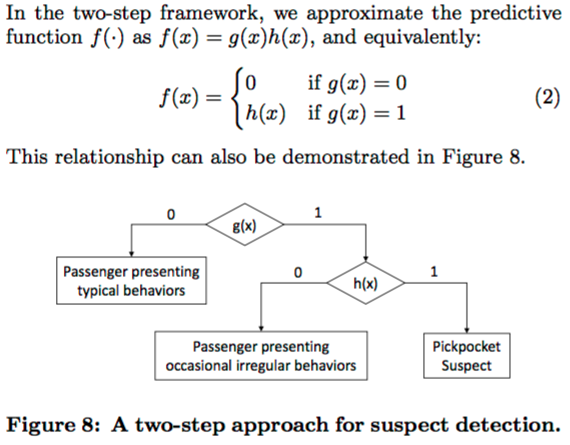 In the two-step framework, we approximate the predictive
function f(·) as f(x) = g(x)h(x), and equivalently:
f(x) = { 0 if g(x) = 0
h(x) if g(x) = 1 (2)
This relationship can also be demonstrated in Figure 8.
0 1
g(x)
Passenger presenting
typical behaviors
0 1
h(x)
Passenger presenting
occasional irregular behaviors
Pickpocket
Suspect
Figure 8: A two-step approach for suspect detection.